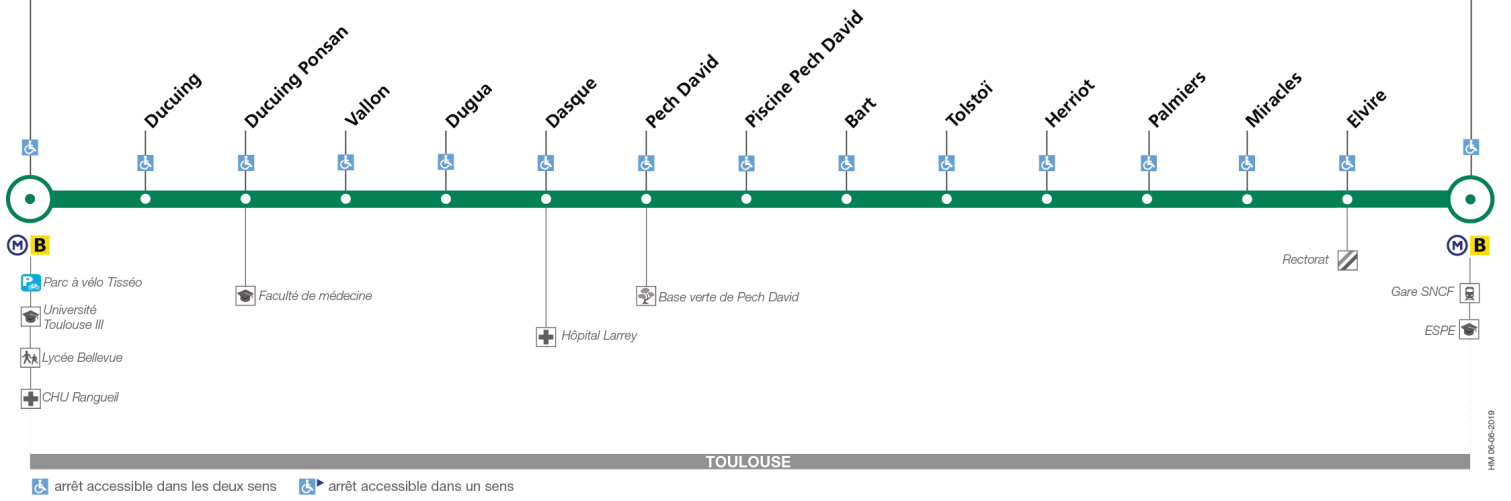 Ducuing
Ducuing Ponsan
Vallon
Dugua
Dasque
Pech David
Piscine Pech David
Bart
Tolstoï
Herriot
Palmiers
Miracles
Elvire
M B
Parc à vélo Tisséo
Université
Toulouse III
Lycée Bellevue
CHU Rangueil
Faculté de médecine
Hôpital Larrey
Base verte de Pech David
Rectorat
M B
Gare SNCF
ESPE
HM 06-06-2019
TOULOUSE
arrêt accessible dans les deux sens
arrêt accessible dans un sens